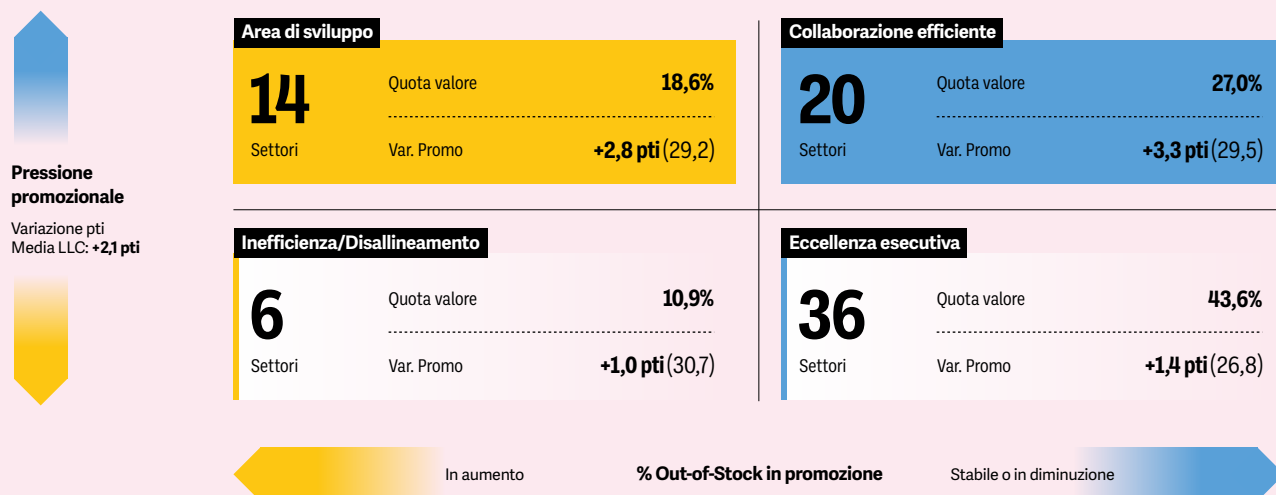 Area di sviluppo
14
Settori
Quota valore 18,6%
Var. Promo +2,8 pti (29,2)
Collaborazione efficiente
20
Settori
Quota valore 27,0%
Var. Promo +3,3 pti (29,5)
Pressione
promozionale
Variazione pti
Media LLC: +2,1 pti
Inefficienza/Disallineamento
6
Settori
Quota valore 10,9%
Var. Promo +1,0 pti (30,7)
Eccellenza esecutiva
36
Settori
Quota valore 43,6%
Var. Promo +1,4 pti (26,8)
In aumento % Out-of-Stock in promozione Stabile o in diminuzione